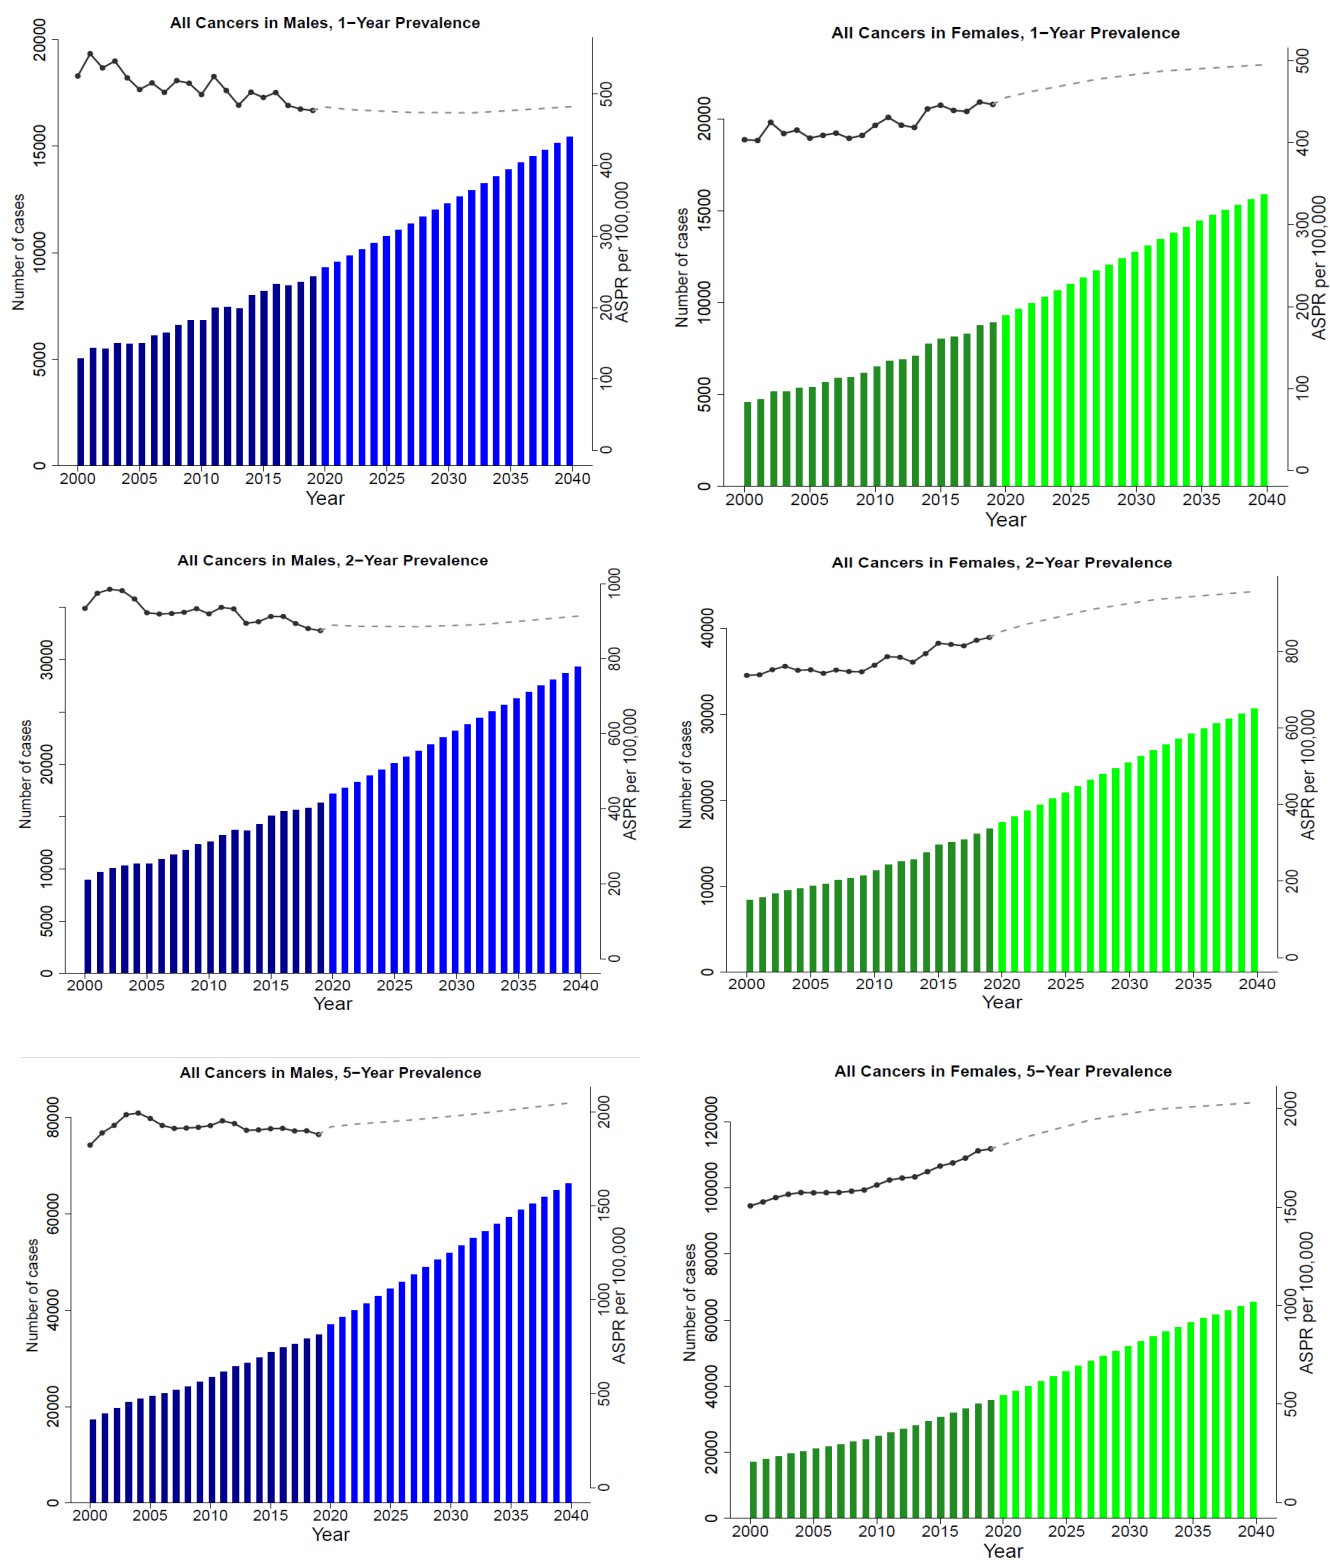 All Cancers in Males, 1−Year Prevalence
Number of cases
0 5000 10000 15000 20000
ASPR per 100,000
0 100 200 300 400 500
2000 2005 2010 2015 2020 2025 2030 2035 2040
Year
All Cancers in Females, 1−Year Prevalence
Number of cases
0 5000 10000 15000 20000
ASPR per 100,000
0 100 200 300 400 500
2000 2005 2010 2015 2020 2025 2030 2035 2040
Year
All Cancers in Males, 2−Year Prevalence
Number of cases
0 5000 10000 20000 30000
ASPR per 100,000
0 200 400 600 800 1000
2000 2005 2010 2015 2020 2025 2030 2035 2040
Year
All Cancers in Females, 2−Year Prevalence
Number of cases
0 10000 20000 30000 40000
ASPR per 100,000
0 200 400 600 800
2000 2005 2010 2015 2020 2025 2030 2035 2040
Year
All Cancers in Males, 5−Year Prevalence
Number of cases
0 20000 40000 60000 80000
ASPR per 100,000
0 500 1000 1500 2000
2000 2005 2010 2015 2020 2025 2030 2035 2040
Year
All Cancers in Females, 5−Year Prevalence
Number of cases
0 20000 40000 60000 80000 100000 120000
ASPR per 100,000
0 500 1000 1500 2000
2000 2005 2010 2015 2020 2025 2030 2035 2040
Year